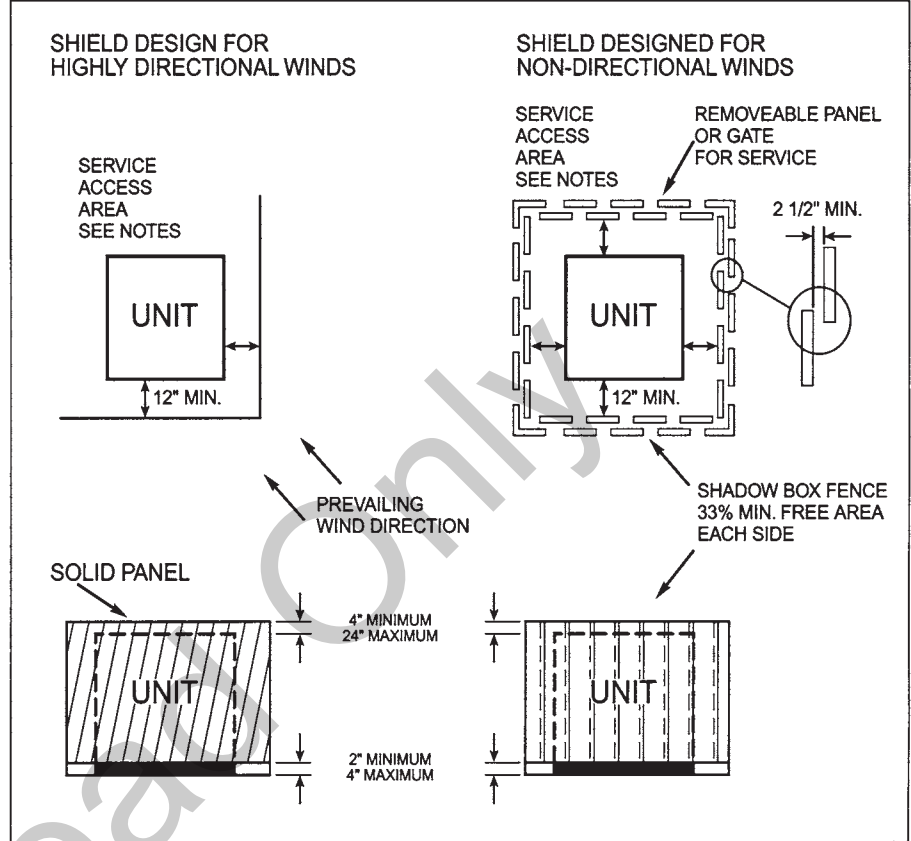 SHIELD DESIGN FOR
HIGHLY DIRECTIONAL WINDS
SERVICE
ACCESS
AREA
SEE NOTES
UNIT
12" MIN.
PREVAILING
WIND DIRECTION
SHIELD DESIGNED FOR
NON-DIRECTIONAL WINDS
SERVICE
ACCESS
AREA
SEE NOTES
REMOVEABLE PANEL
OR GATE
FOR SERVICE
2 1/2" MIN.
UNIT
12" MIN.
SHADOW BOX FENCE
33% MIN. FREE AREA
EACH SIDE
SOLID PANEL
UNIT
4" MINIMUM
24" MAXIMUM
2" MINIMUM
4" MAXIMUM
UNIT
ead Only